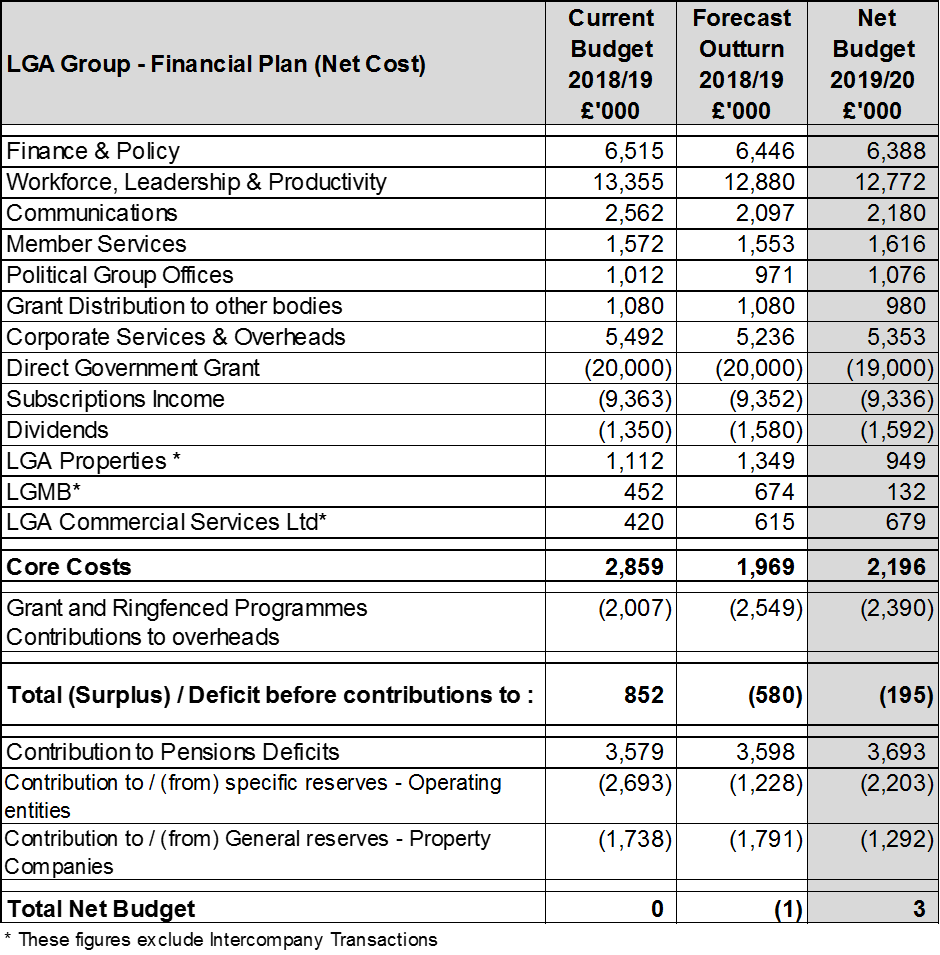 LGA Group - Financial Plan (Net Cost)
Current Budget 2018/19 £'000
Forecast Outturn 2018/19 £'000
Net Budget 2019/20 £'000
Finance & Policy 6,515 6,446 6,388
Workforce, Leadership & Productivity 13,355 12,880 12,772
Communications 2,562 2,097 2,180
Member Services 1,572 1,553 1,616
Political Group Offices 1,012 971 1,076
Grant Distribution to other bodies 1,080 1,080 980
Corporate Services & Overheads 5,492 5,236 5,353
Direct Government Grant (20,000) (20,000) (19,000)
Subscriptions Income (9,363) (9,352) (9,336)
Dividends (1,350) (1,580) (1,592)
LGA Properties * 1,112 1,349 949
LGMB* 452 674 132
LGA Commercial Services Ltd* 420 615 679
Core Costs 2,859 1,969 2,196
Grant and Ringfenced Programmes (2,007) (2,549) (2,390)
Contributions to overheads
Total (Surplus) / Deficit before contributions to : 852 (580) (195)
Contribution to Pensions Deficits 3,579 3,598 3,693
Contribution to / (from) specific reserves - Operating (2,693) (1,228) (2,203)
entities
Contribution to / (from) General reserves - Property (1,738) (1,791) (1,292)
Companies
Total Net Budget 0 (1) 3
* These figures exclude Intercompany Transactions